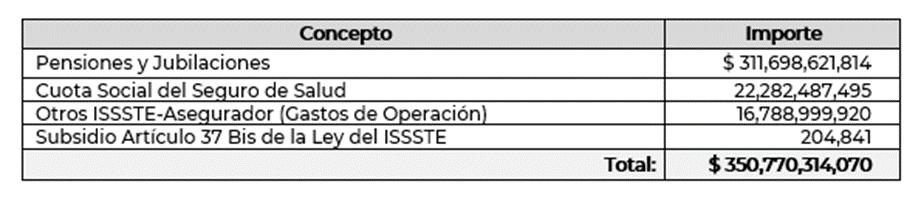 Concepto Importe
Pensiones y Jubilaciones $ 311,698,621,814
Cuota Social del Seguro de Salud 22,282,487,495
Otros ISSSTE-Asegurador (Gastos de Operación) 16,788,999,920
Subsidio Artículo 37 Bis de la Ley del ISSSTE 204,841
Total: $ 350,770,314,070